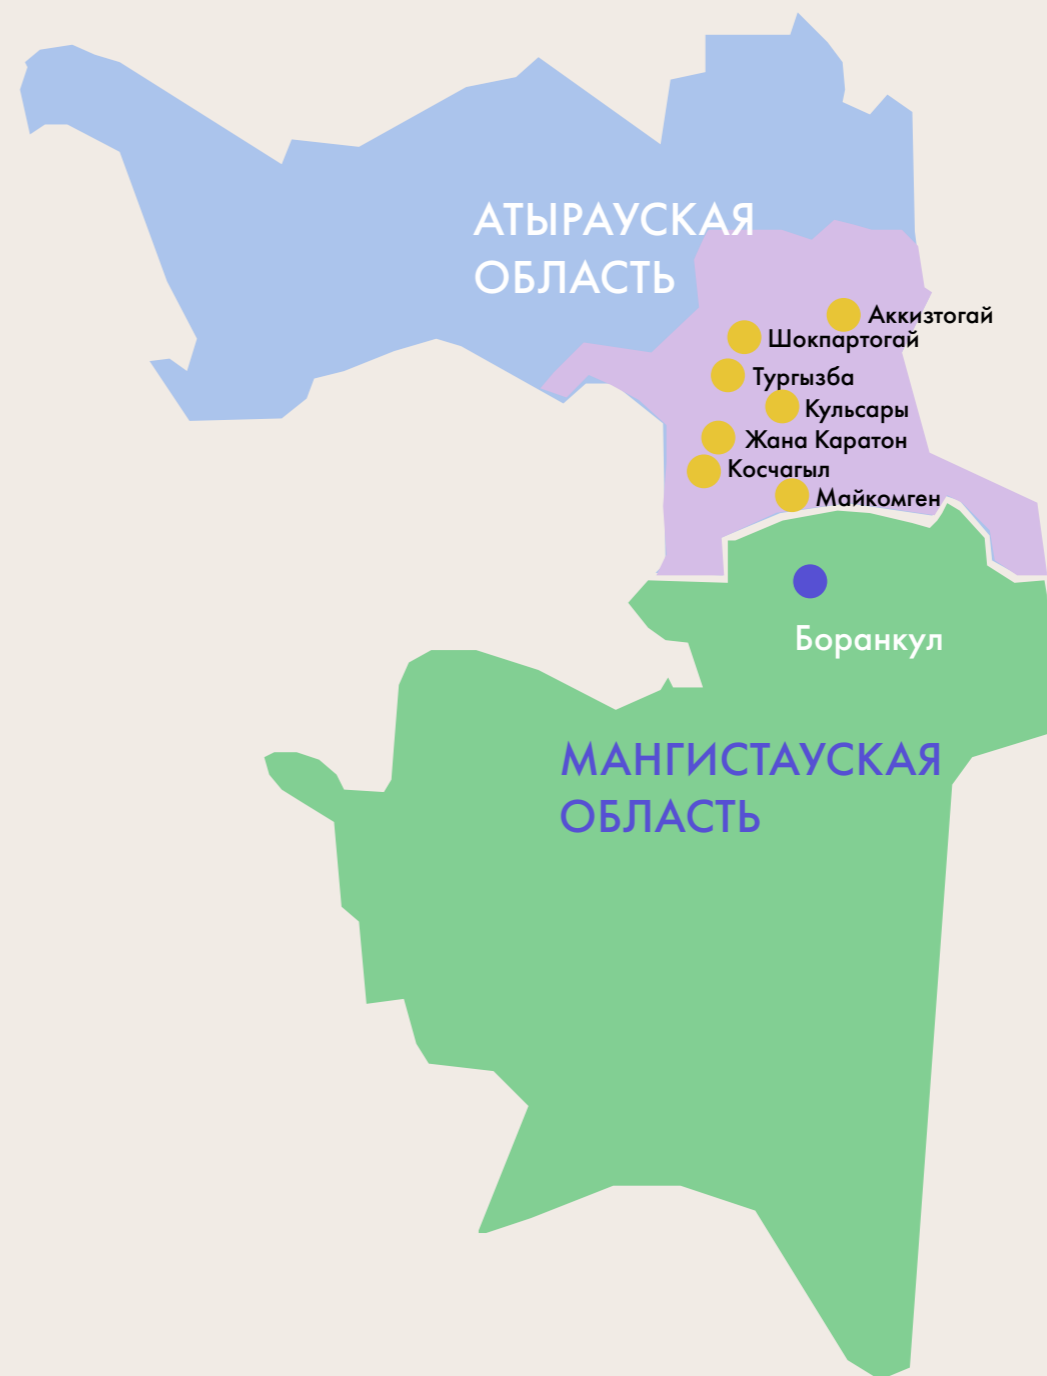 АТЫРАУСКАЯ
ОБЛАСТЬ
Аккизтогай
Шокпартогай
Тургызба
Кульсары
Жана Каратон
Косчагыл
Майкомген
Боранкул
МАНГИСТАУСКАЯ
ОБЛАСТЬ